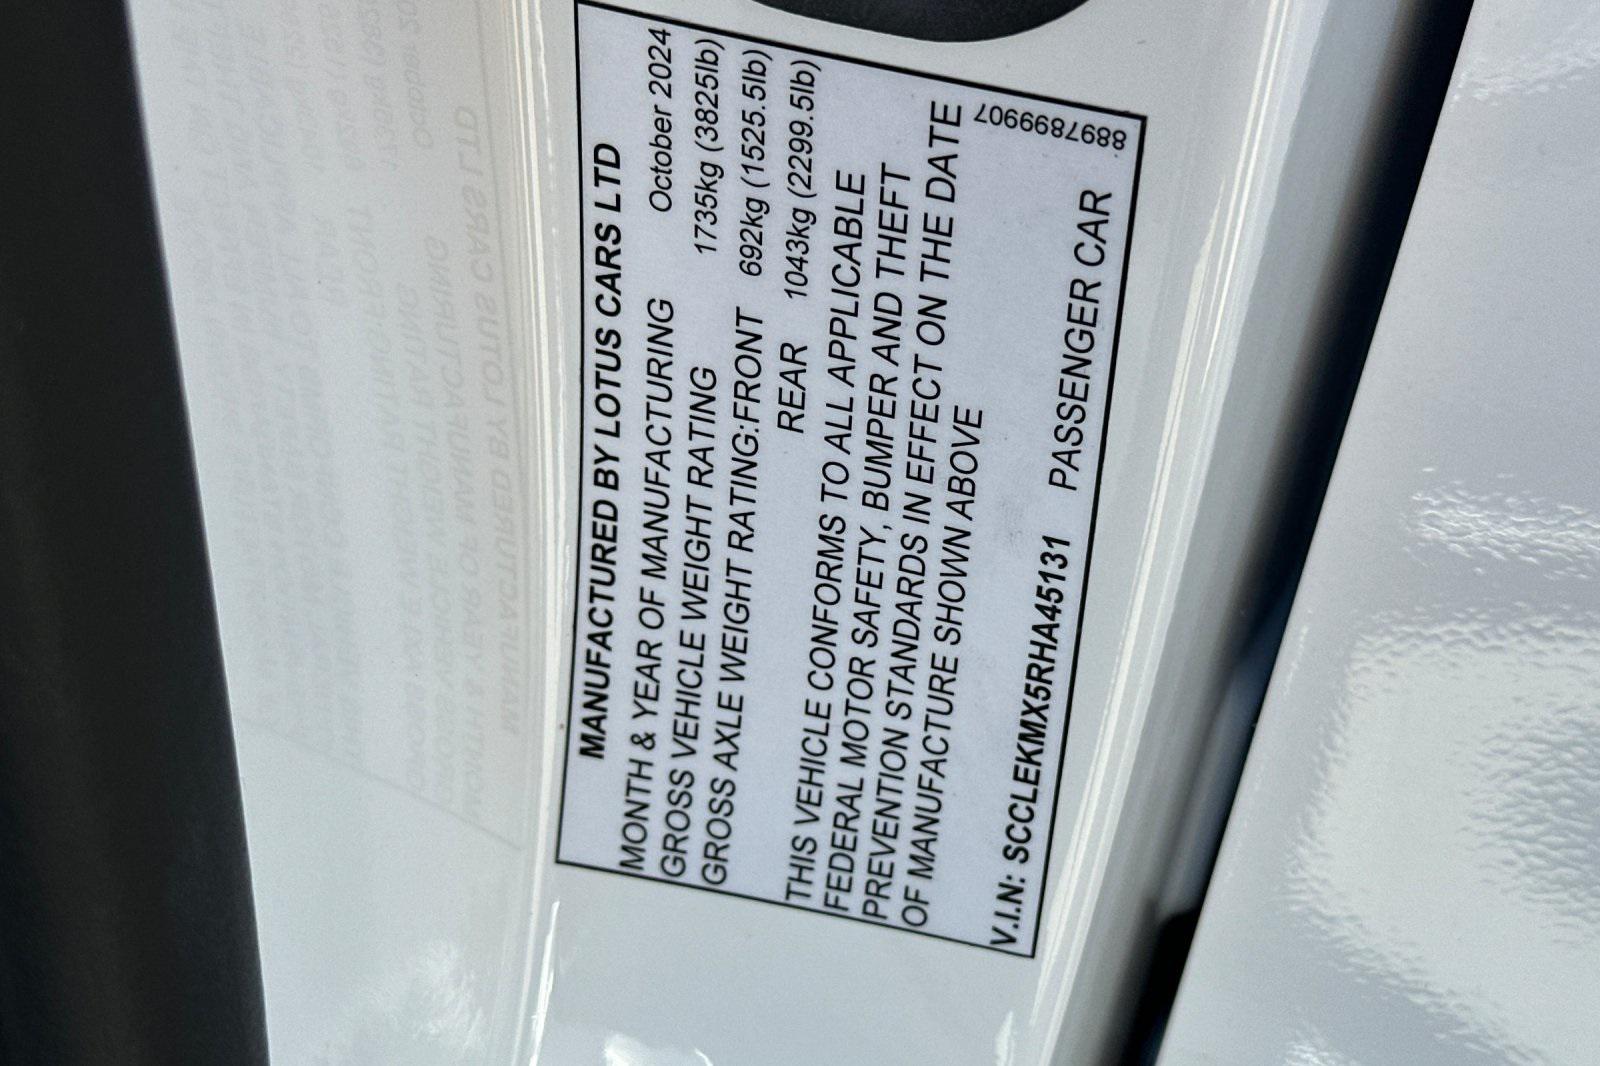 MANUFACTURED BY LOTUS CARS LTD
MONTH & YEAR OF MANUFACTURING October 2024
GROSS VEHICLE WEIGHT RATING 1735kg (3825lb)
GROSS AXLE WEIGHT RATING:FRONT 692kg (1525.5lb)
REAR 1043kg (2299.5lb)
THIS VEHICLE CONFORMS TO ALL APPLICABLE
FEDERAL MOTOR SAFETY, BUMPER AND THEFT
PREVENTION STANDARDS IN EFFECT ON THE DATE
OF MANUFACTURE SHOWN ABOVE
8897899907
V.I.N: SCCLEKMX5RHA45131 PASSENGER CAR